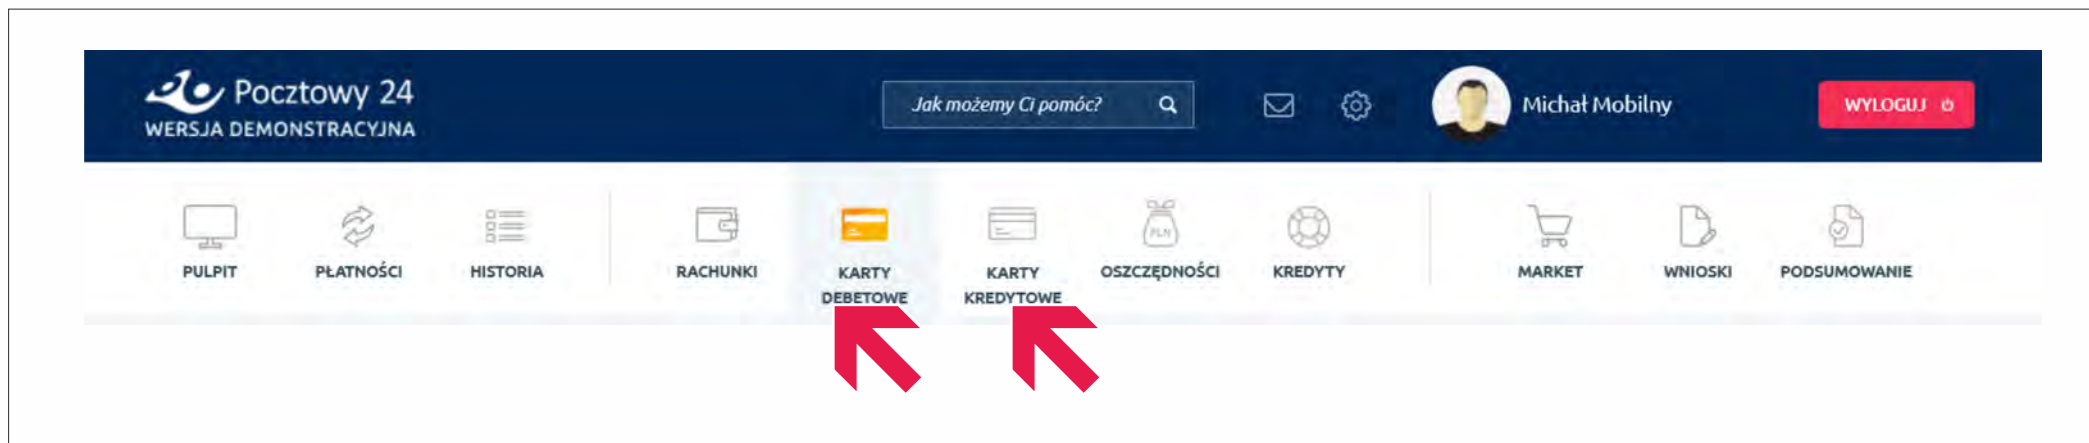 Pocztowy 24
WERSJA DEMONSTRACYJNA
Jak możemy Ci pomóc?
Michał Mobilny
WYLOGUJ
PULPIT
PŁATNOŚCI
HISTORIA
RACHUNKI
KARTY
DEBETOWE
KARTY
KREDYTOWE
PLN
OSZCZĘDNOŚCI
KREDYTY
MARKET
WNIOSKI
PODSUMOWANIE